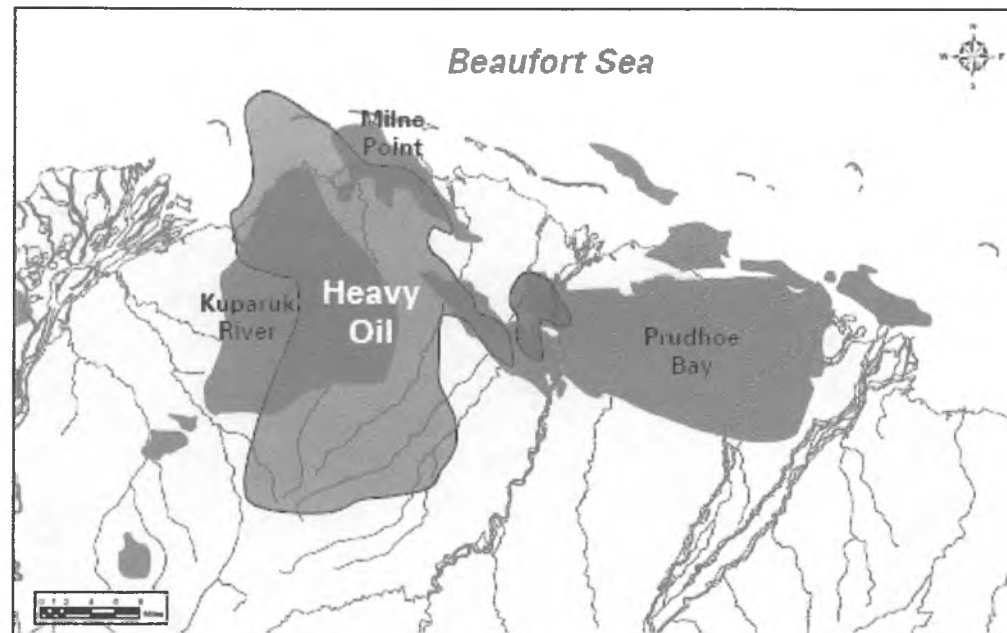 Beaufort Sea
N
W E
S
Milne
Point
Kuparuk
River
Heavy
Oil
Prudhoe
Bay
Miles